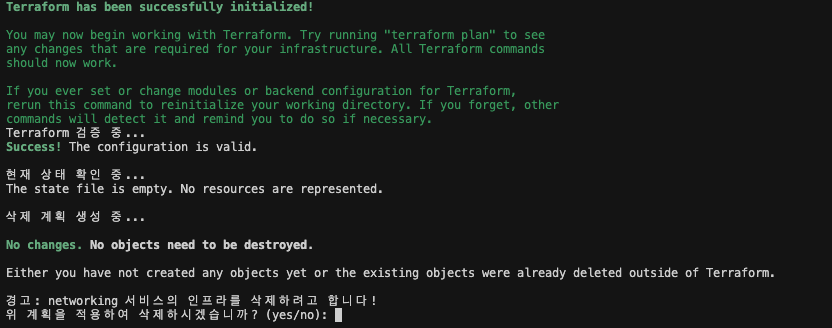 Terraform has been successfully initialized!
You may now begin working with Terraform. Try running "terraform plan" to see
any changes that are required for your infrastructure. All Terraform commands
should now work.
If you ever set or change modules or backend configuration for Terraform,
rerun this command to reinitialize your working directory. If you forget, other
commands will detect it and remind you to do so if necessary.
Terraform 검증 중...
Success! The configuration is valid.
현재 상태 확인 중...
The state file is empty. No resources are represented.
삭제 계획 생성 중...
No changes. No objects need to be destroyed.
Either you have not created any objects yet or the existing objects were already deleted outside of Terraform.
경고: networking 서비스의 인프라를 삭제하려고 합니다!
위 계획을 적용하여 삭제하시겠습니까? (yes/no):